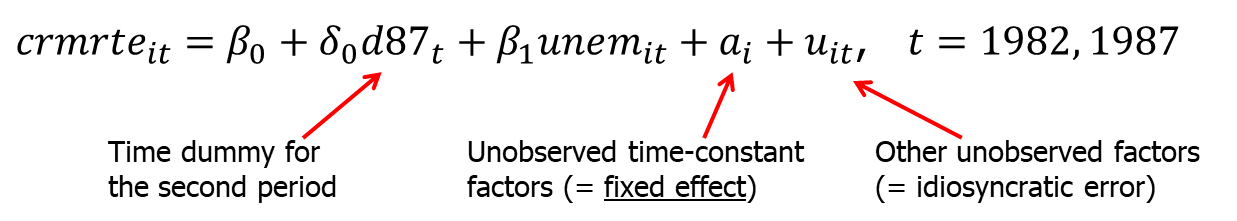 crmrte_it = β_0 + δ_0d87_t + β_1unem_it + a_i + u_it, t = 1982, 1987
Time dummy for
the second period
Unobserved time-constant
factors (= fixed effect)
Other unobserved factors
(= idiosyncratic error)